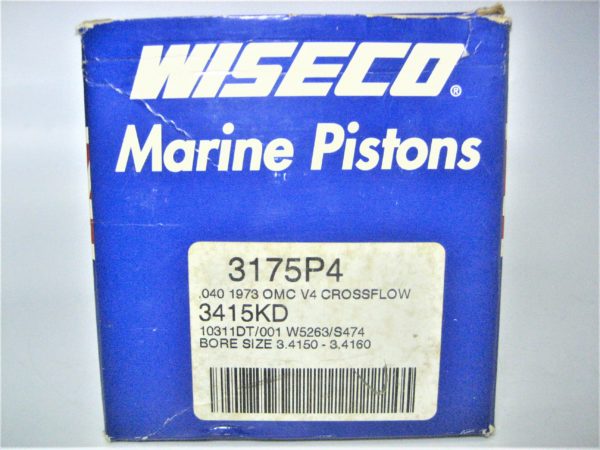 WISECO®
Marine Pistons
3175P4
.040 1973 OMC V4 CROSSFLOW
3415KD
10311DT/001 W5263/S474
BORE SIZE 3.4150 - 3.4160